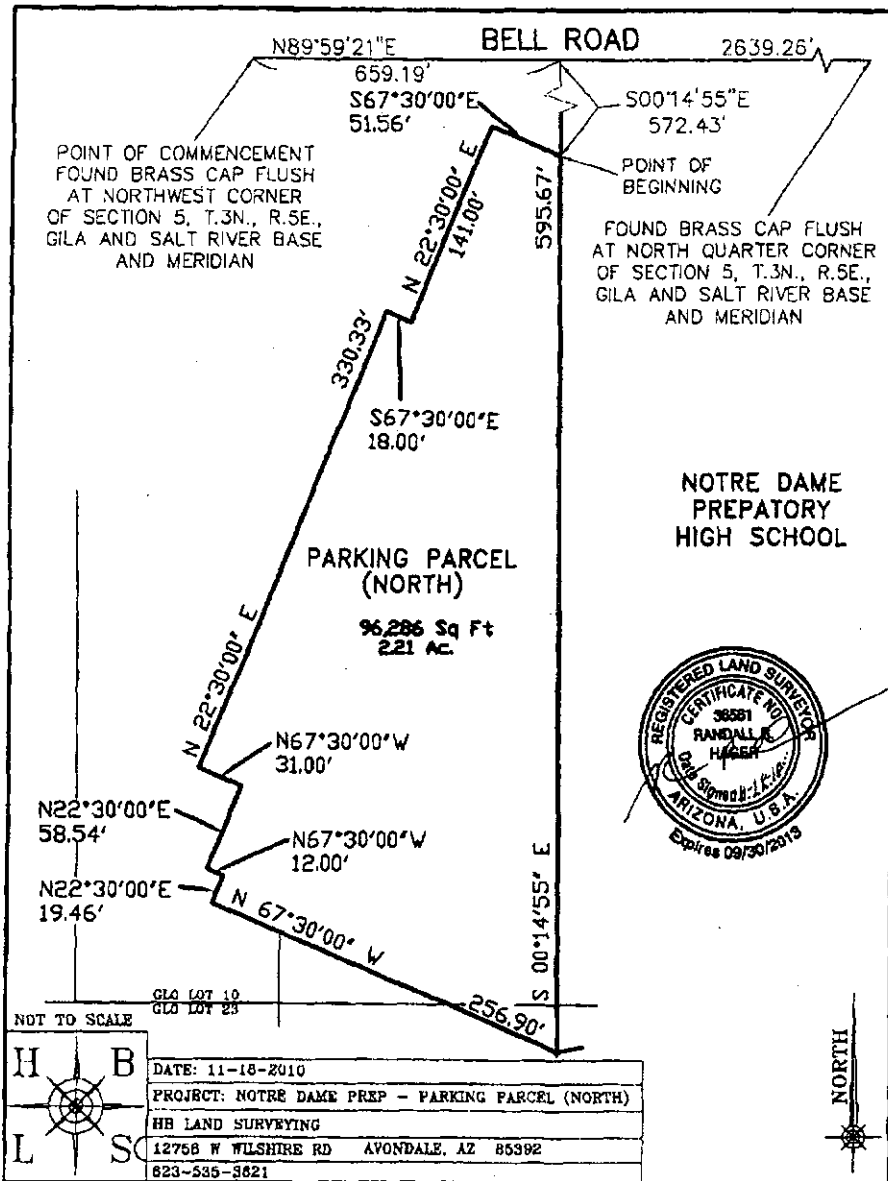 BELL ROAD
N89°59'21"E
659.19'
2639.26'
S67°30'00"E
51.56'
S00°14'55"E
572.43'
POINT OF COMMENCEMENT
FOUND BRASS CAP FLUSH
AT NORTHWEST CORNER
OF SECTION 5, T.3N., R.5E.,
GILA AND SALT RIVER BASE
AND MERIDIAN
POINT OF
BEGINNING
FOUND BRASS CAP FLUSH
AT NORTH QUARTER CORNER
OF SECTION 5, T.3N., R.5E.,
GILA AND SALT RIVER BASE
AND MERIDIAN
N 22°30'00" E
141.00'
595.67'
330.33'
S67°30'00"E
18.00'
NOTRE DAME
PREPATORY
HIGH SCHOOL
PARKING PARCEL
(NORTH)
96,286 Sq Ft
2.21 Ac.
N 22°30'00" E
REGISTERED LAND SURVEYOR
CERTIFICATE NO.
36581
RANDALL
HAGER
Date Signed
ARIZONA, U.S.A.
Expires 09/30/2013
N67°30'00"W
31.00'
N22°30'00"E
58.54'
N67°30'00"W
12.00'
N22°30'00"E
19.46'
N 67°30'00" W
256.90'
S 00°14'55" E
GLO LOT 10
GLO LOT 23
NOT TO SCALE
H B
L S
DATE: 11-18-2010
PROJECT: NOTRE DAME PREP - PARKING PARCEL (NORTH)
HB LAND SURVEYING
12756 W WILSHIRE RD AVONDALE, AZ 85392
623-535-3621
NORTH